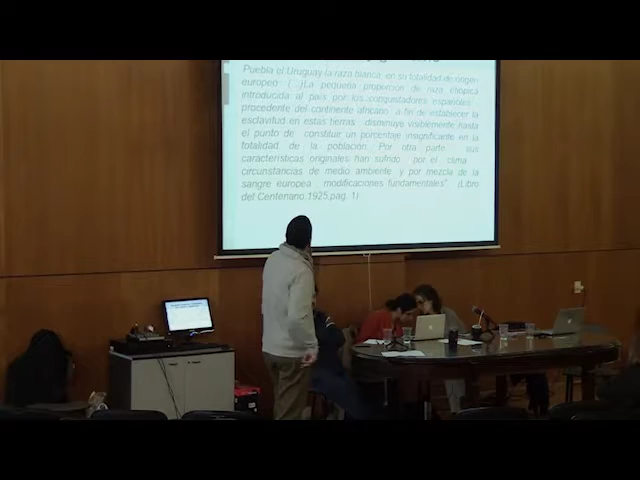 Puebla el Uruguay la raza blanca en su totalidad de origen
europeo (...)La pequeña proporción de raza etiópica
introducida al país por los conquistadores españoles ,
procedente del continente africano a fin de establecer la
esclavitud en estas tierras , disminuye visiblemente hasta
el punto de constituir un porcentaje insignificante en la
totalidad de la población. Por otra parte , sus
características originales han sufrido , por el clima ,
circunstancias de medio ambiente y por mezcla de la
sangre europea , modificaciones fundamentales" (Libro
del Centenario 1925,pag. 1)